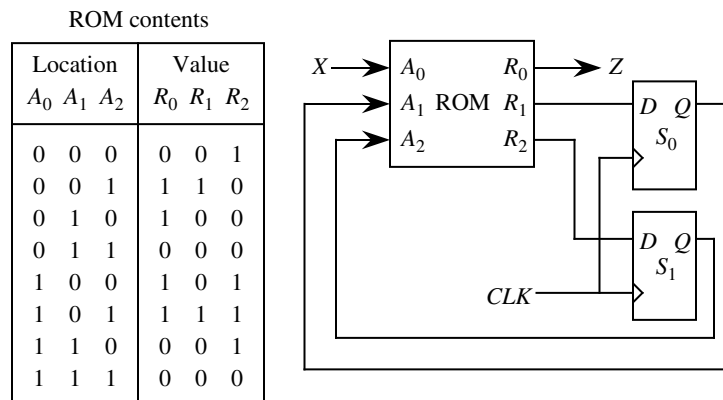 ROM contents
Location Value
A0 A1 A2 R0 R1 R2
0 0 0 0 0 1
0 0 1 1 1 0
0 1 0 1 0 0
0 1 1 0 0 0
1 0 0 1 0 1
1 0 1 1 1 1
1 1 0 0 0 1
1 1 1 0 0 0
X A0 R0 Z
A1 ROM R1 D Q
A2 R2 S0
D Q
S1
CLK